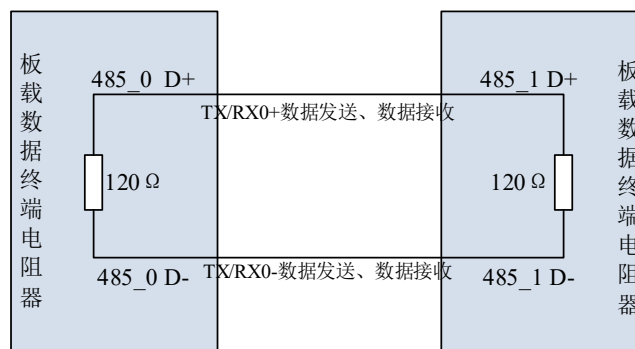 板载数据终端电阻器
485_0 D+
TX/RX0+数据发送、数据接收
120 Ω
485_0 D-
TX/RX0-数据发送、数据接收
485_1 D+
120 Ω
485_1 D-
板载数据终端电阻器